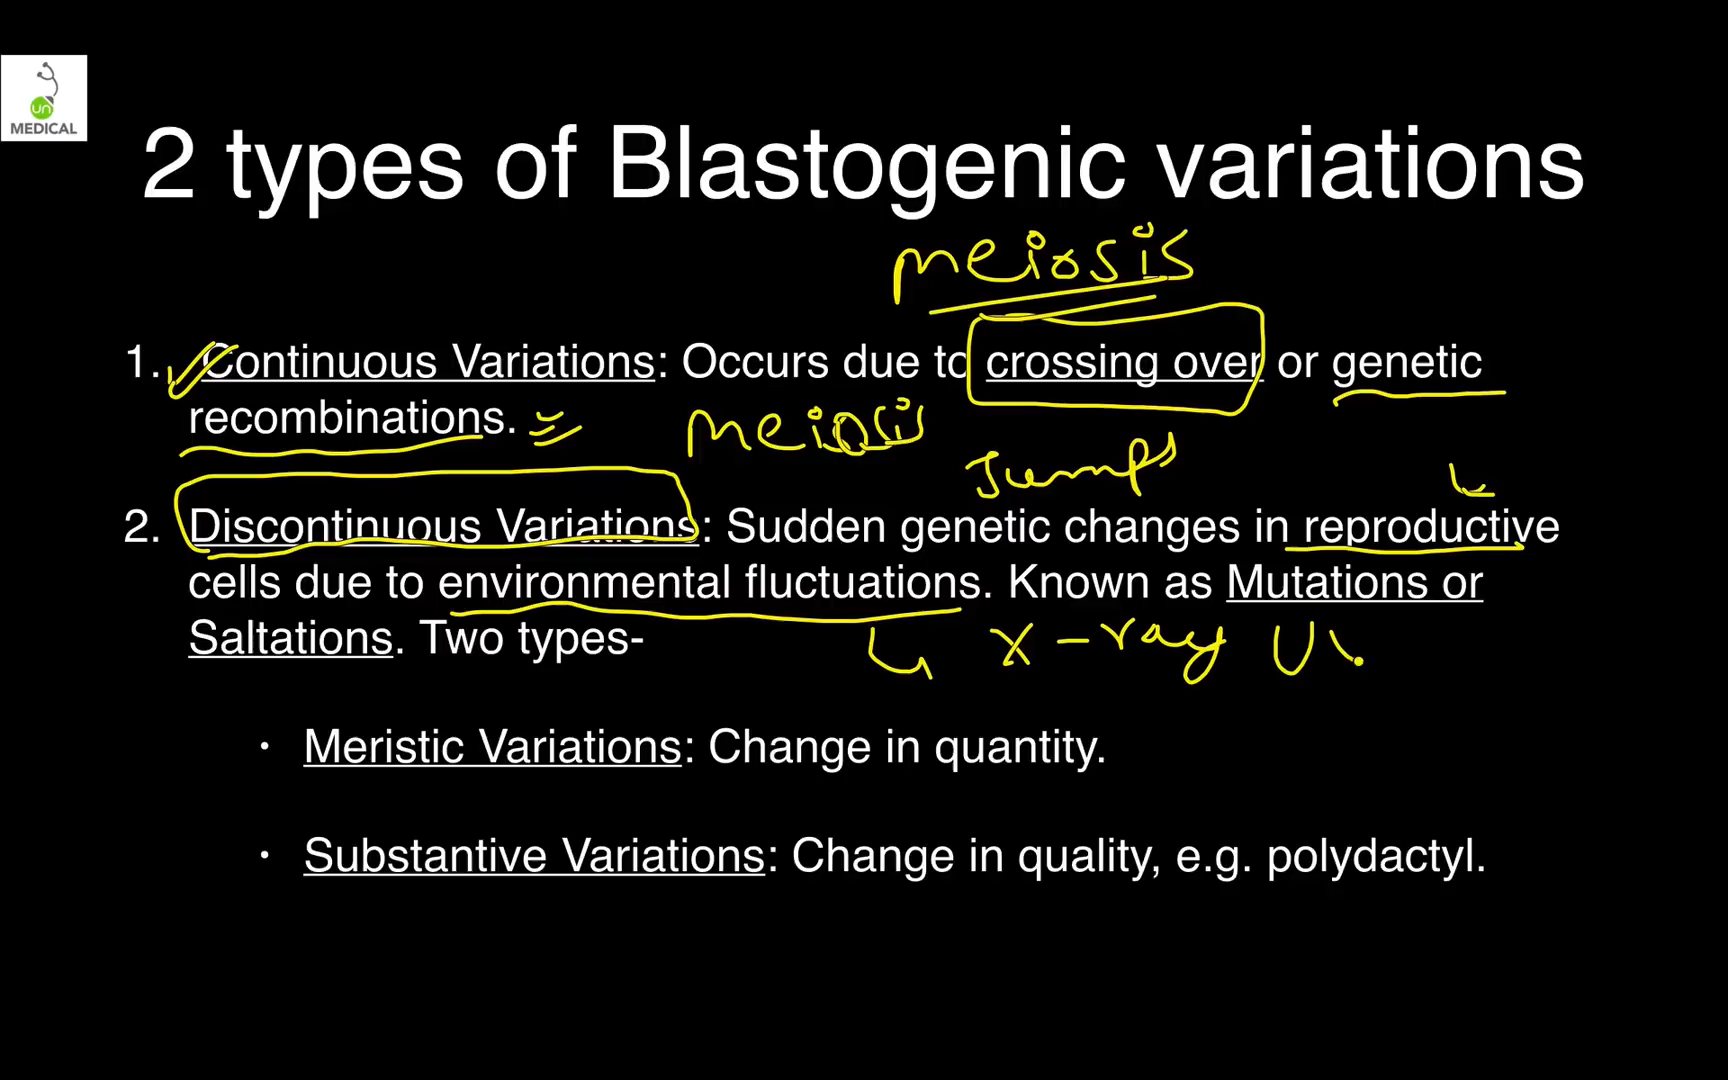 un
MEDICAL
2 types of Blastogenic variations
meiosis
1. Continuous Variations: Occurs due to crossing over or genetic
recombinations.
meiosis
Jumps
2. Discontinuous Variations: Sudden genetic changes in reproductive
cells due to environmental fluctuations. Known as Mutations or
Saltations. Two types-
X-ray U
• Meristic Variations: Change in quantity.
• Substantive Variations: Change in quality, e.g. polydactyl.